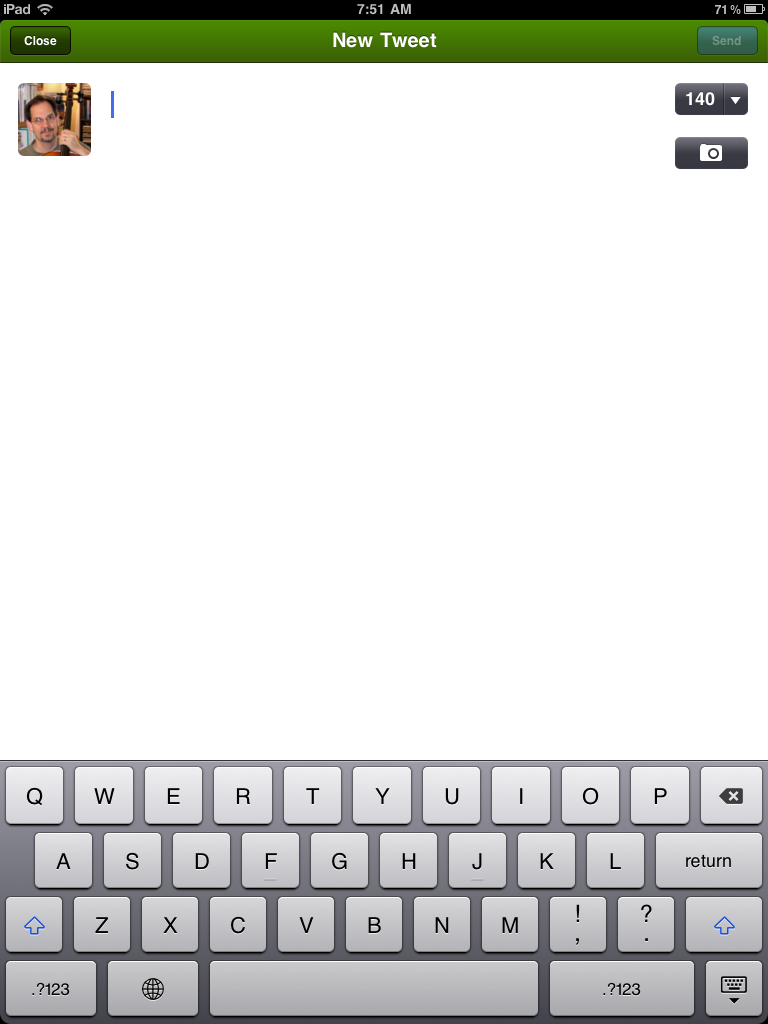 iPad 7:51 AM 71%
Close New Tweet Send
140
Q W E R T Y U I O P
A S D F G H J K L return
Z X C V B N M ! , ? .
.?123 .?123